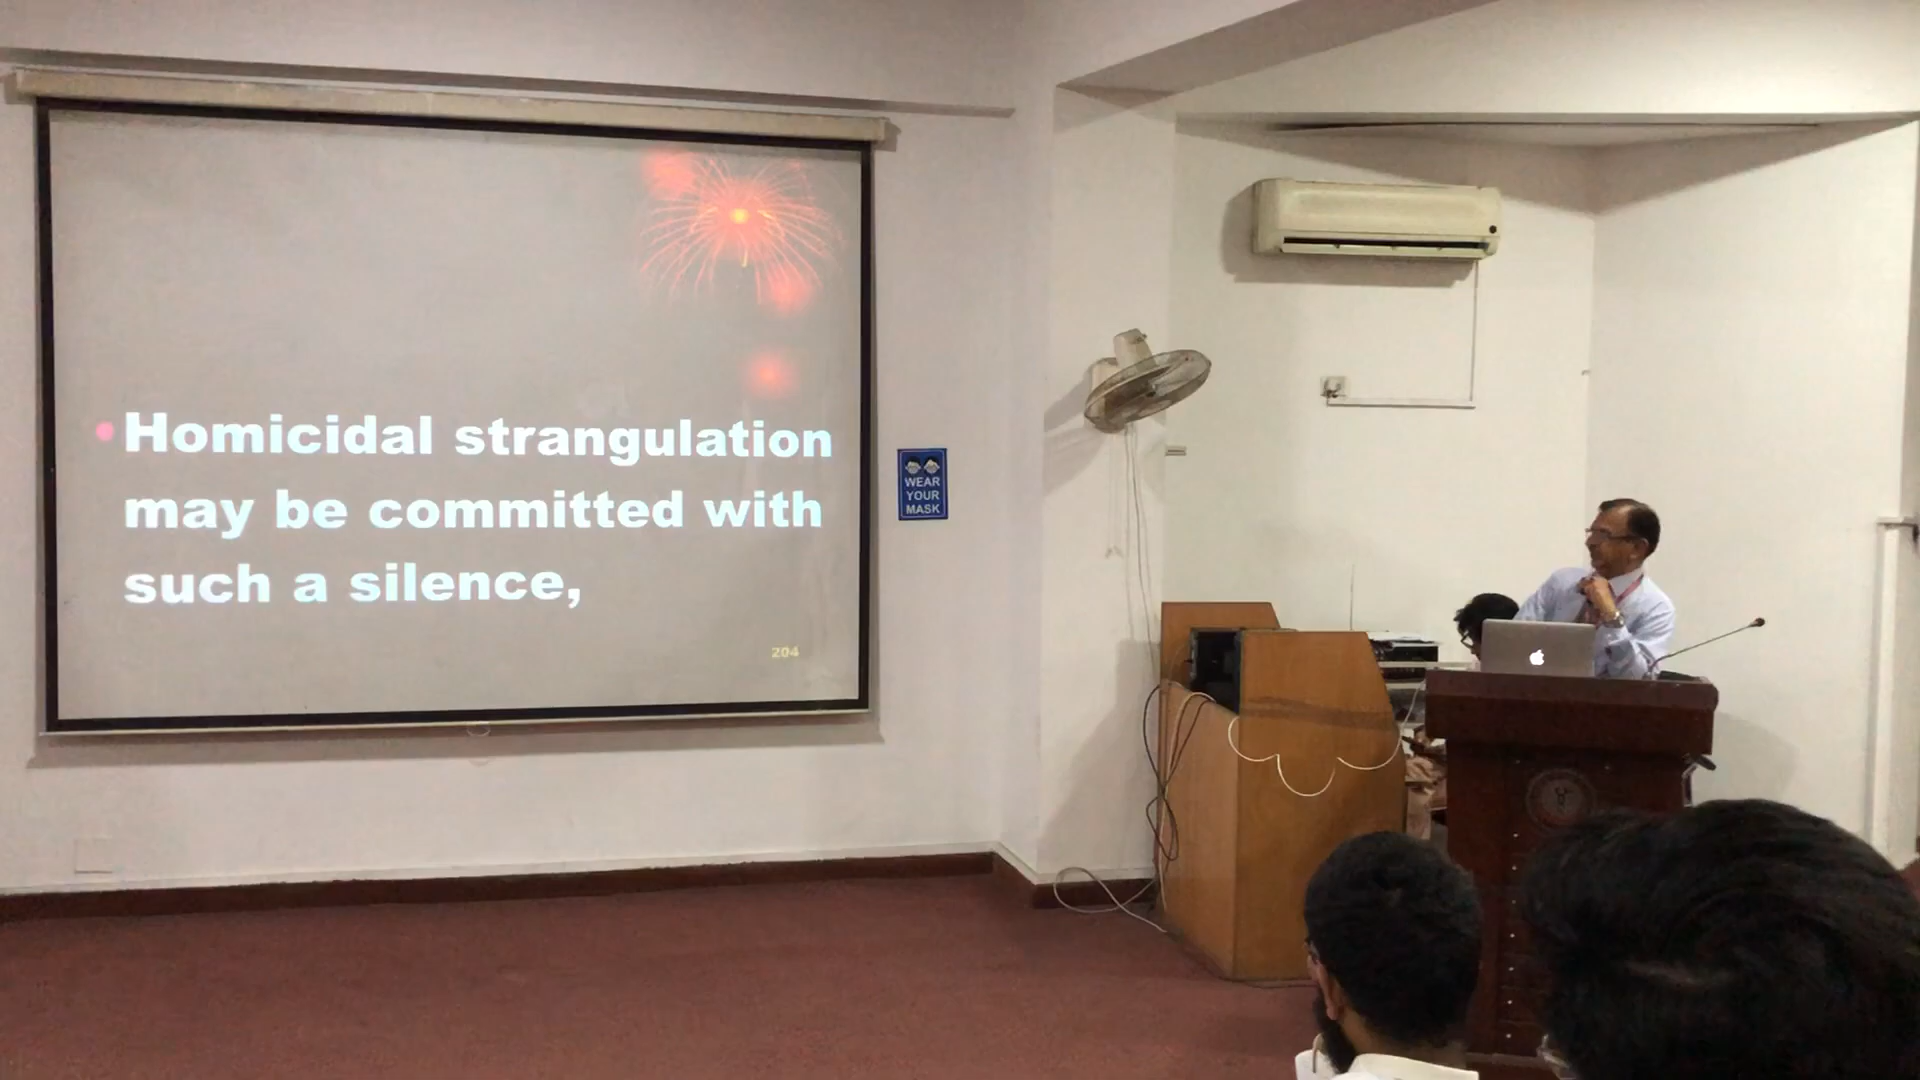 Homicidal strangulation
may be committed with
such a silence,
204
WEAR
YOUR
MASK